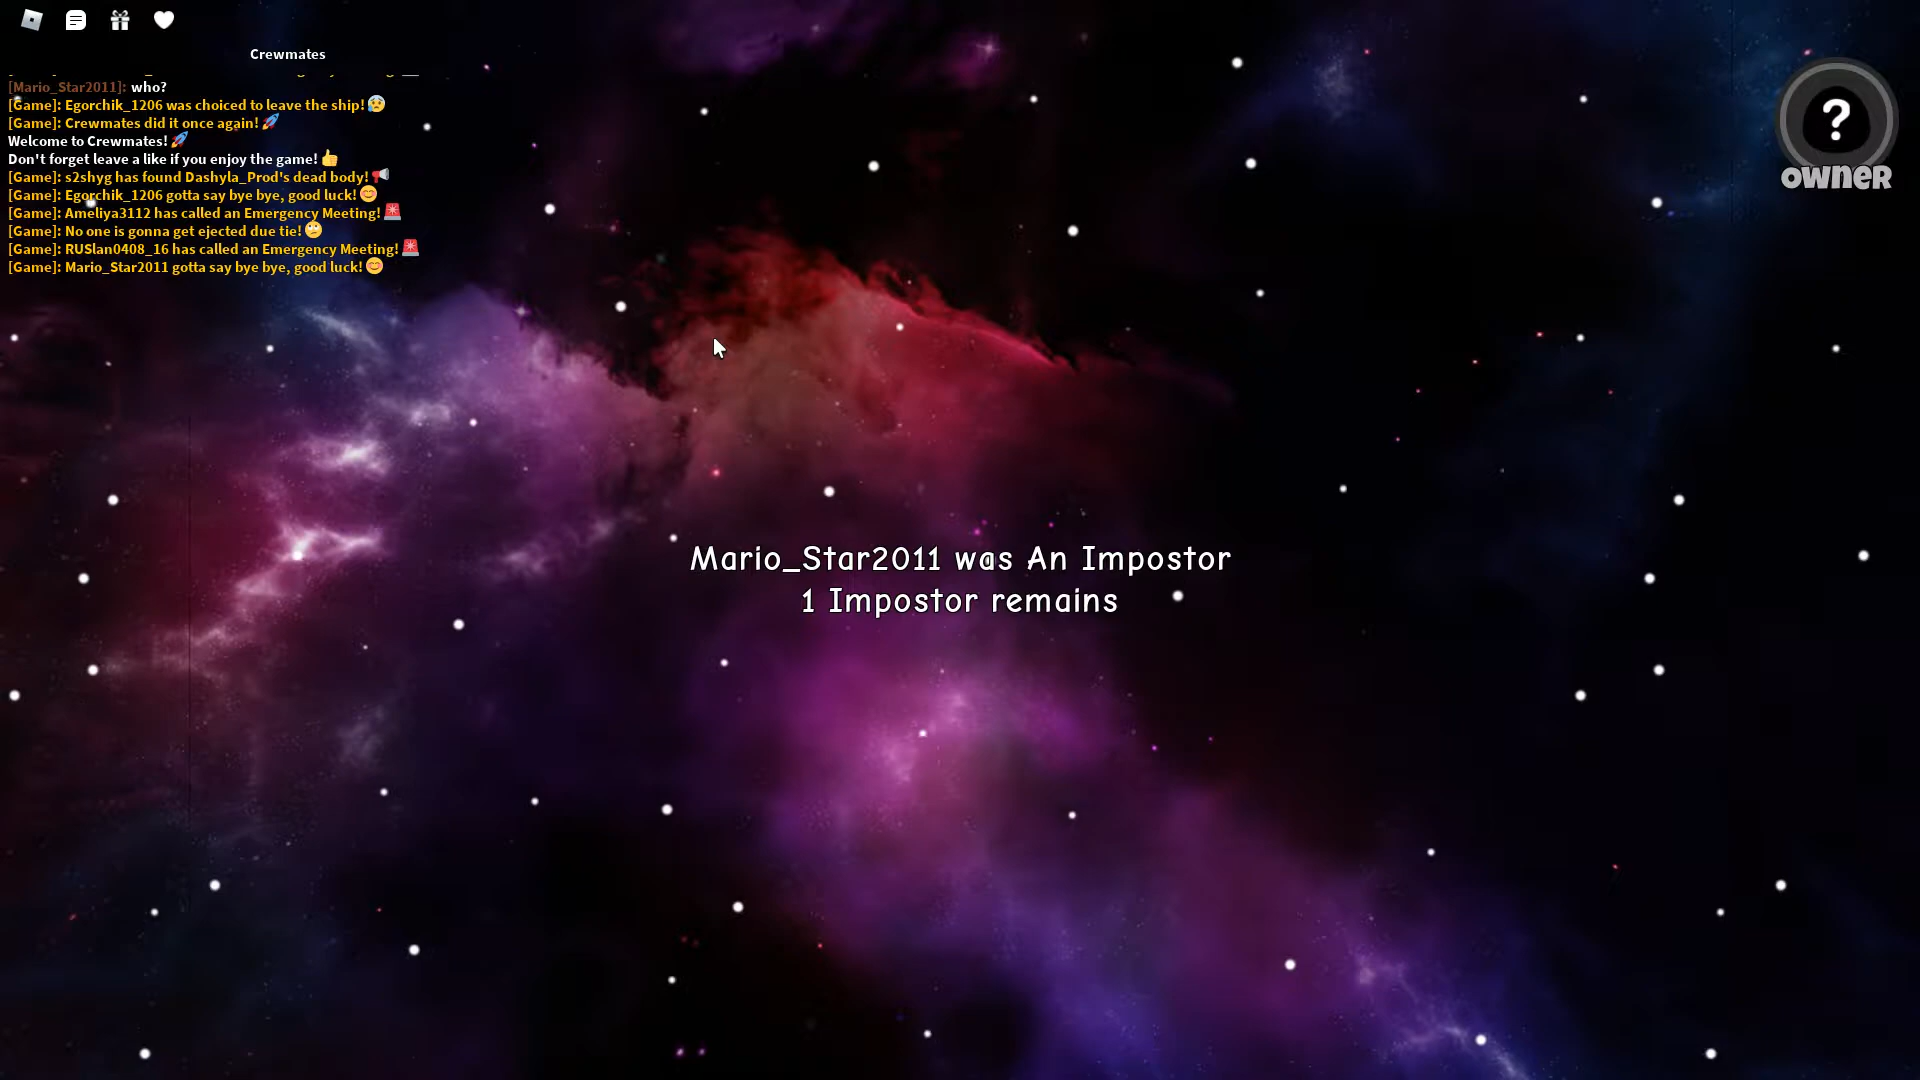 Crewmates
[Mario_Star2011]: who?
[Game]: Egorchik_1206 was choiced to leave the ship! 😰
[Game]: Crewmates did it once again! 🚀
Welcome to Crewmates! 🚀
Don't forget leave a like if you enjoy the game! 👍
[Game]: s2shyg has found Dashyla_Prod's dead body! 📢
[Game]: Egorchik_1206 gotta say bye bye, good luck! 😊
[Game]: Ameliya3112 has called an Emergency Meeting! 🚨
[Game]: No one is gonna get ejected due tie! 🙄
[Game]: RUSlan0408_16 has called an Emergency Meeting! 🚨
[Game]: Mario_Star2011 gotta say bye bye, good luck! 😊
?
OWNER
Mario_Star2011 was An Impostor
1 Impostor remains